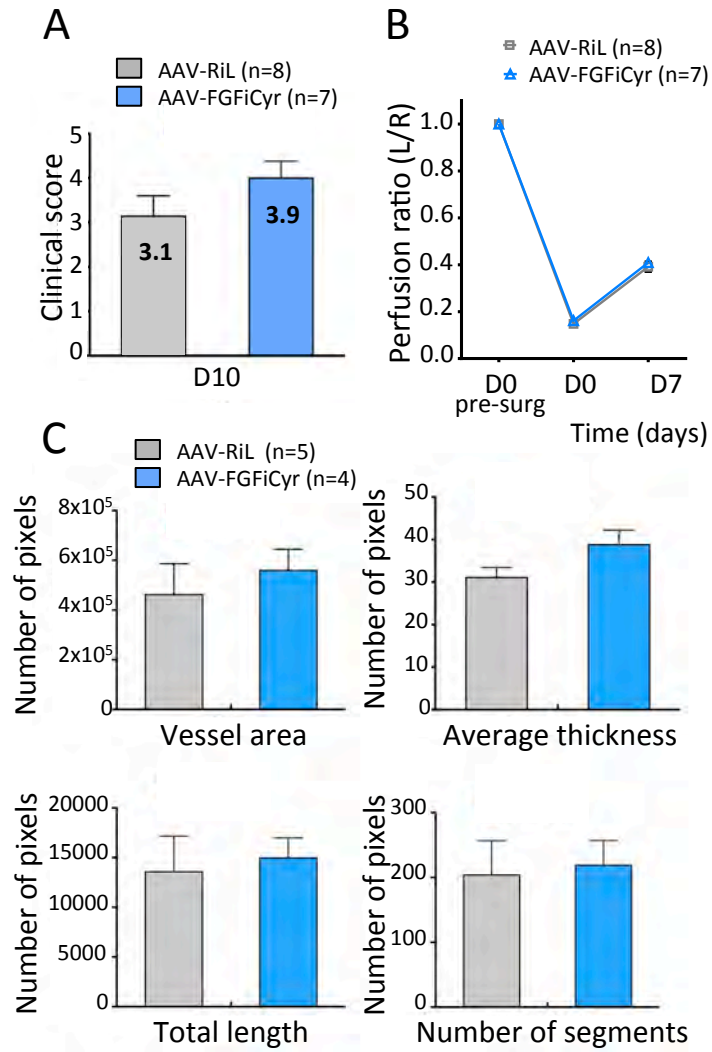 A
AAV-RiL (n=8)
AAV-FGFiCyr (n=7)
Clinical score
5
4
3
2
1
0
3.1
3.9
D10
B
AAV-RiL (n=8)
AAV-FGFiCyr (n=7)
Perfusion ratio (L/R)
1.0
0.8
0.6
0.4
0.2
0.0
D0 D0 D7
pre-surg
Time (days)
C
AAV-RiL (n=5)
AAV-FGFiCyr (n=4)
Number of pixels
8x10⁵
6x10⁵
4x10⁵
2x10⁵
0
Vessel area
Number of pixels
50
40
30
20
10
0
Average thickness
Number of pixels
20000
15000
10000
5000
0
Total length
Number of pixels
300
200
100
0
Number of segments